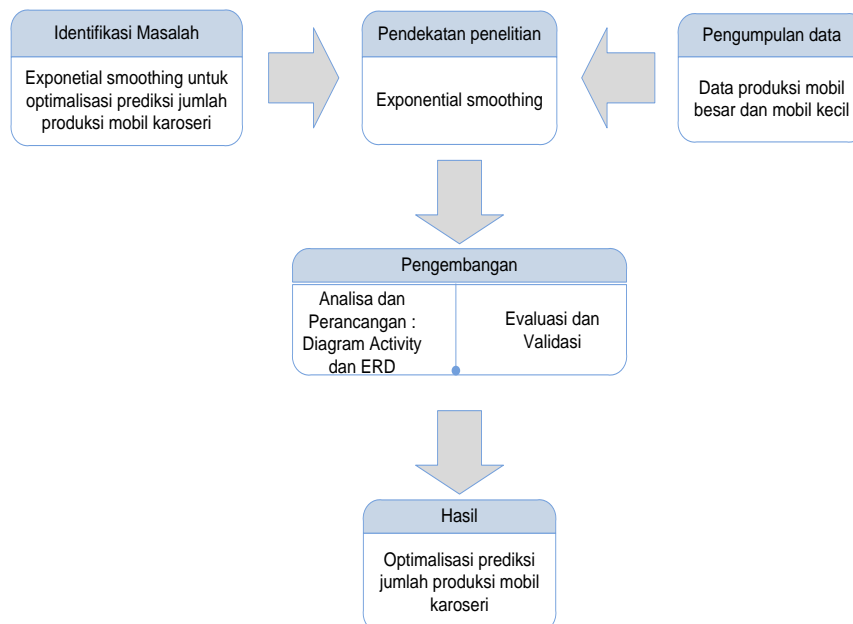 Identifikasi Masalah
Exponetial smoothing untuk
optimalisasi prediksi jumlah
produksi mobil karoseri
Pendekatan penelitian
Exponential smoothing
Pengumpulan data
Data produksi mobil
besar dan mobil kecil
Pengembangan
Analisa dan
Perancangan :
Diagram Activity
dan ERD
Evaluasi dan
Validasi
Hasil
Optimalisasi prediksi
jumlah produksi mobil
karoseri